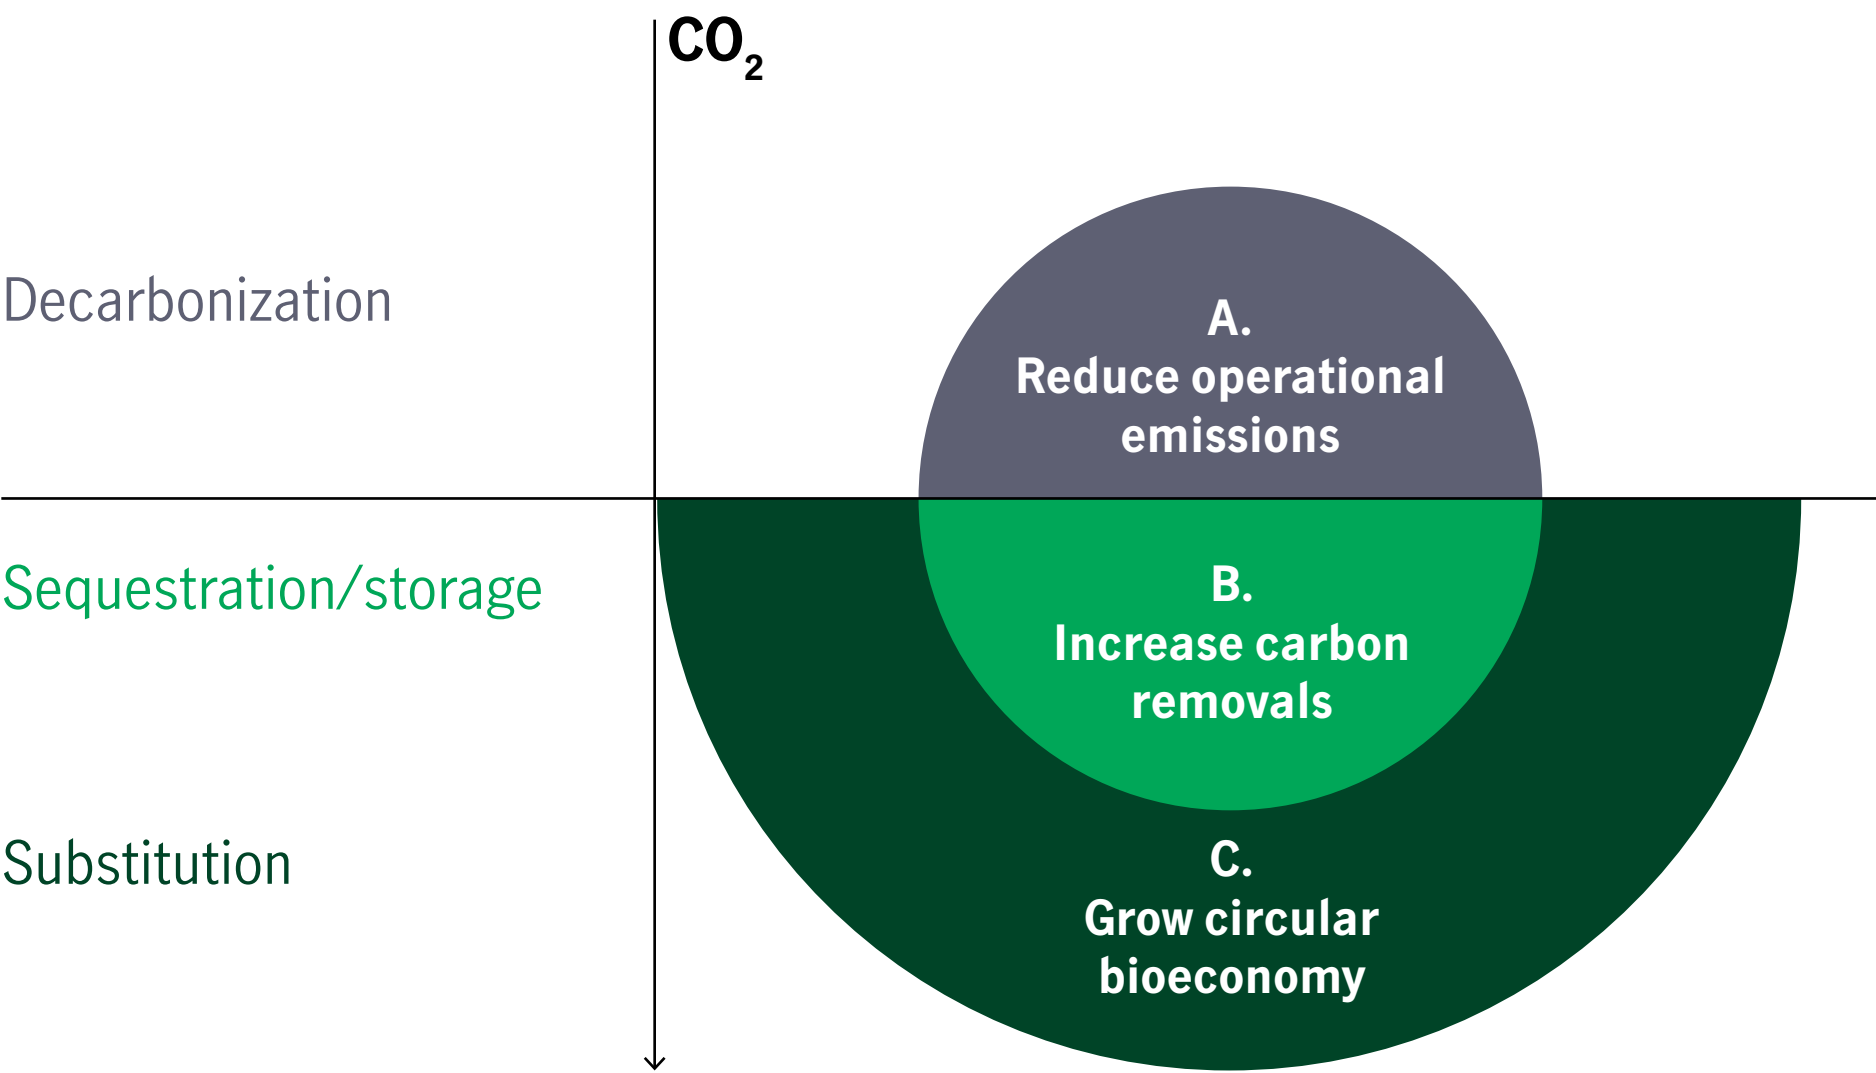 CO₂
Decarbonization
A.
Reduce operational
emissions
Sequestration/storage
B.
Increase carbon
removals
Substitution
C.
Grow circular
bioeconomy